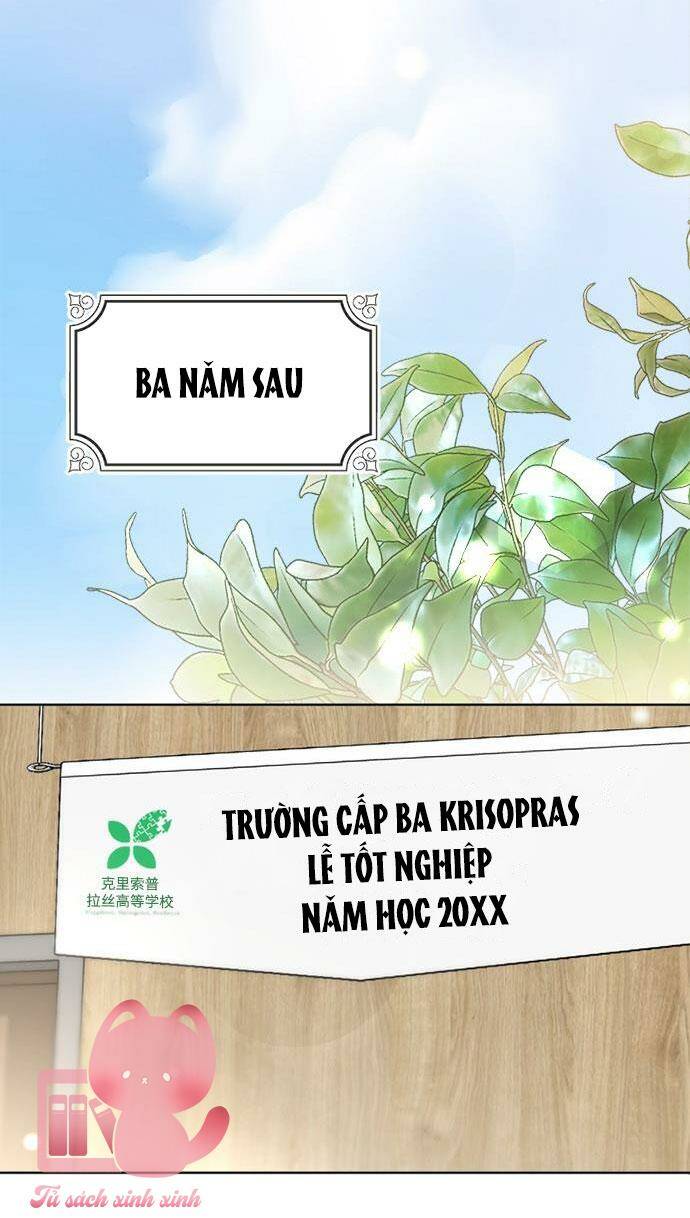 BA NĂM SAU
TRƯỜNG CẤP BA KRISOPRAS
LỄ TỐT NGHIỆP
NĂM HỌC 20XX
克里索普
拉丝高等学校
Tủ sách xinh xinh